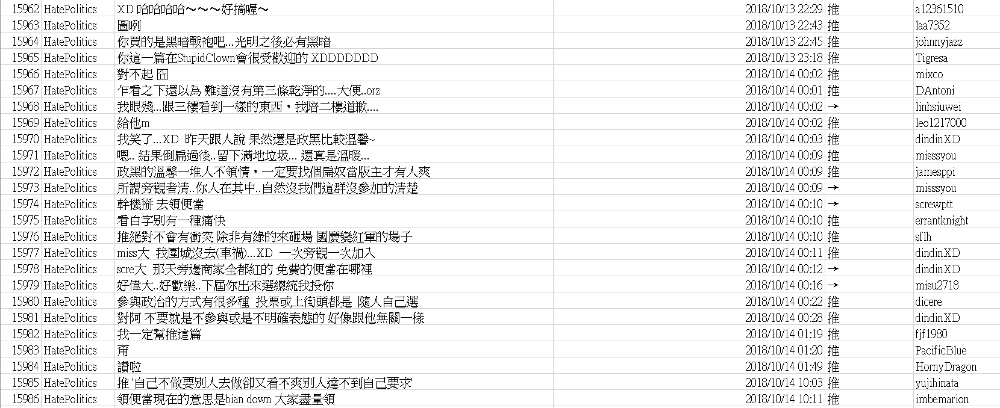 15962 HatePolitics XD 哈哈哈哈～～～好搞喔～ 2018/10/13 22:29 推 a12361510
15963 HatePolitics 圖咧 2018/10/13 22:43 推 laa7352
15964 HatePolitics 你買的是黑暗戰袍吧...光明之後必有黑暗 2018/10/13 22:45 推 johnnyjazz
15965 HatePolitics 你這一篇在StupidClown會很受歡迎的 XDDDDDDD 2018/10/13 23:18 推 Tigresa
15966 HatePolitics 對不起 囧 2018/10/14 00:02 推 mixco
15967 HatePolitics 乍看之下還以為 難道沒有第三條乾淨的....大便..orz 2018/10/14 00:01 推 DAntoni
15968 HatePolitics 我眼殘...跟三樓看到一樣的東西，我陪二樓道歉.... 2018/10/14 00:02 → linhsiuwei
15969 HatePolitics 給他m 2018/10/14 00:02 推 leo1217000
15970 HatePolitics 我笑了...XD 昨天跟人說 果然還是政黑比較溫馨~ 2018/10/14 00:03 推 dindinXD
15971 HatePolitics 嗯.. 結果倒扁過後..留下滿地垃圾... 還真是溫暖... 2018/10/14 00:09 推 misssyou
15972 HatePolitics 政黑的溫馨一堆人不領情，一定要找個扁奴當版主才有人爽 2018/10/14 00:09 推 jamesppi
15973 HatePolitics 所謂旁觀者清..你人在其中..自然沒我們這群沒參加的清楚 2018/10/14 00:09 → misssyou
15974 HatePolitics 幹機掰 去領便當 2018/10/14 00:10 → screwptt
15975 HatePolitics 看白字別有一種痛快 2018/10/14 00:10 推 errantknight
15976 HatePolitics 推絕對不會有衝突 除非有綠的來砸場 國慶變紅軍的場子 2018/10/14 00:10 推 sflh
15977 HatePolitics miss大 我圍城沒去(車禍)...XD 一次旁觀一次加入 2018/10/14 00:11 推 dindinXD
15978 HatePolitics scre大 那天旁邊商家全都紅的 免費的便當在哪裡 2018/10/14 00:12 → dindinXD
15979 HatePolitics 好偉大..好歡樂..下屆你出來選總統我投你 2018/10/14 00:16 → misu2718
15980 HatePolitics 參與政治的方式有很多種 投票或上街頭都是 隨人自己選 2018/10/14 00:22 推 dicere
15981 HatePolitics 對阿 不要就是不參與或是不明確表態的 好像跟他無關一樣 2018/10/14 00:28 推 dindinXD
15982 HatePolitics 我一定幫推這篇 2018/10/14 01:19 推 fjf1980
15983 HatePolitics 甭 2018/10/14 01:20 推 PacificBlue
15984 HatePolitics 讚啦 2018/10/14 01:49 推 HornyDragon
15985 HatePolitics 推 '自己不做要別人去做卻又看不爽別人達不到自己要求' 2018/10/14 10:03 推 yujihinata
15986 HatePolitics 領便當現在的意思是bian down 大家盡量領 2018/10/14 10:11 推 imbemarion